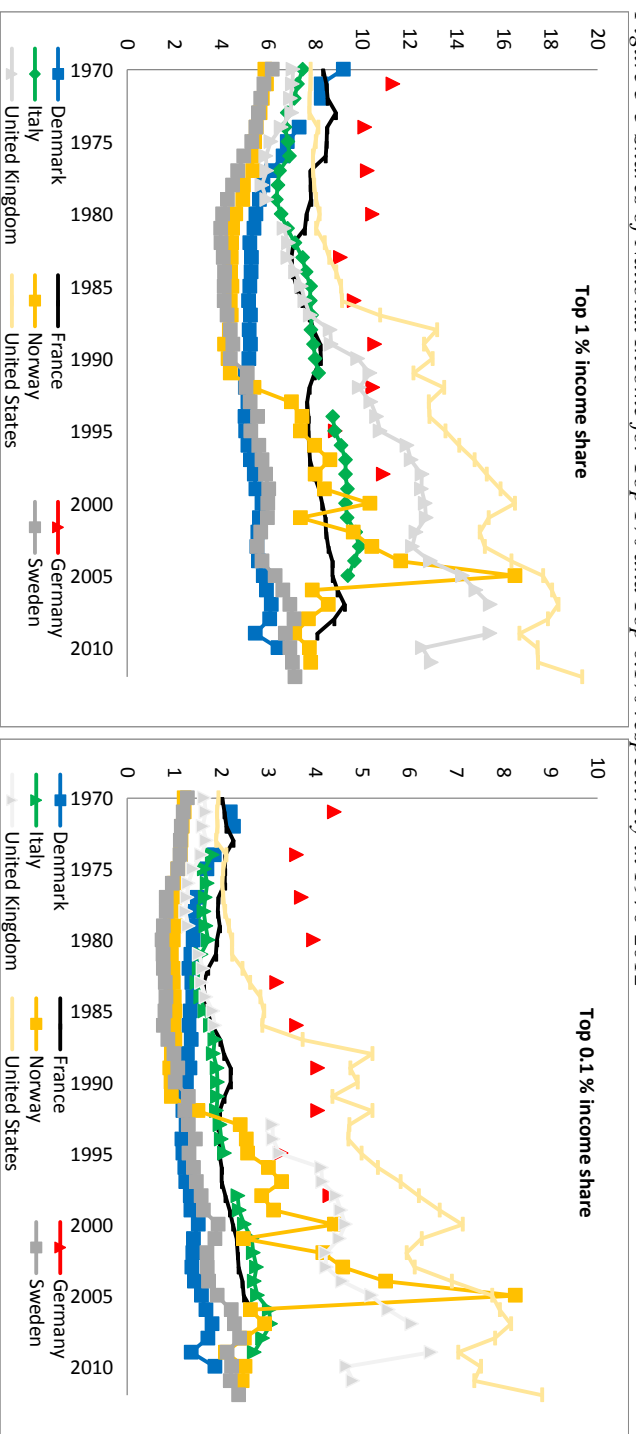 Top 1 % income share
20
18
16
14
12
10
8
6
4
2
0
1970 1975 1980 1985 1990 1995 2000 2005 2010
Denmark France Germany
Italy Norway Sweden
United Kingdom United States
Top 0.1 % income share
10
9
8
7
6
5
4
3
2
1
0
1970 1975 1980 1985 1990 1995 2000 2005 2010
Denmark France Germany
Italy Norway Sweden
United Kingdom United States